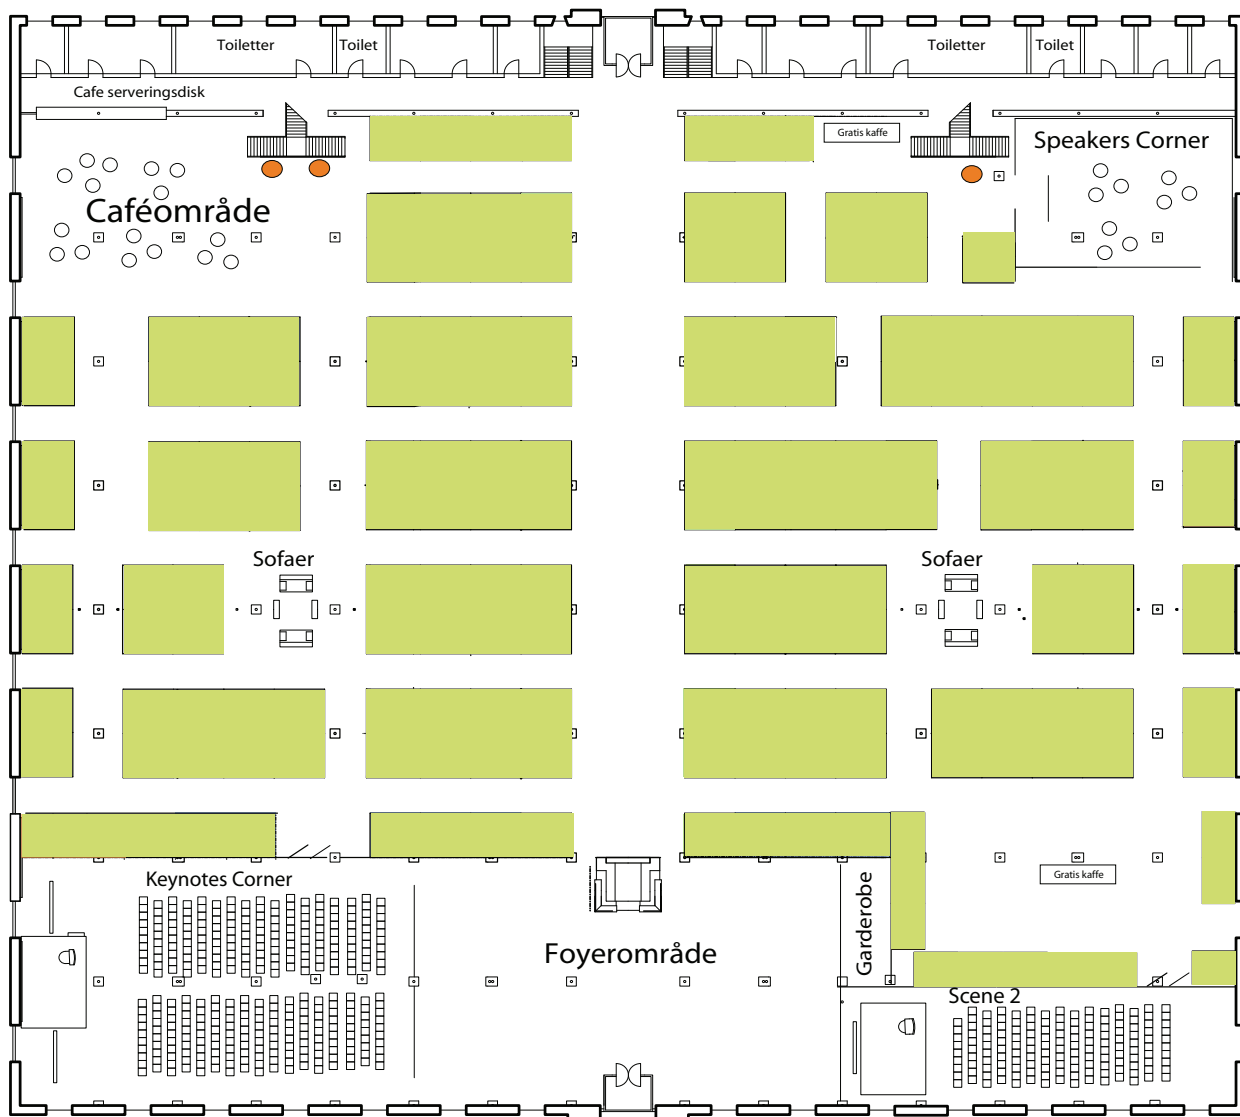 Toiletter
Toilet
Toiletter
Toilet
Cafe serveringsdisk
Gratis kaffe
Speakers Corner
Caféområde
Sofaer
Sofaer
Keynotes Corner
Gratis kaffe
Garderobe
Foyerområde
Scene 2